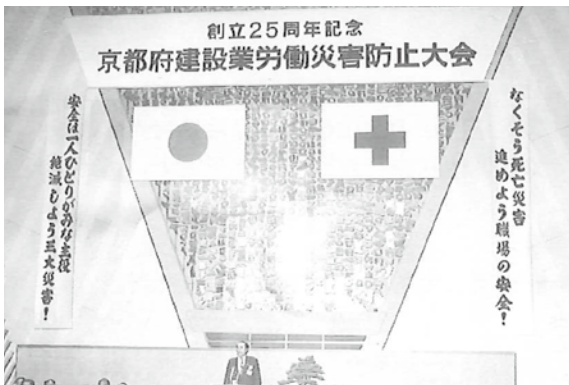 創立25周年記念
京都府建設業労働災害防止大会
なくそう死亡災害
進めよう職場の安全!
安全は一人ひとりがみな主役
絶滅しよう三大災害!